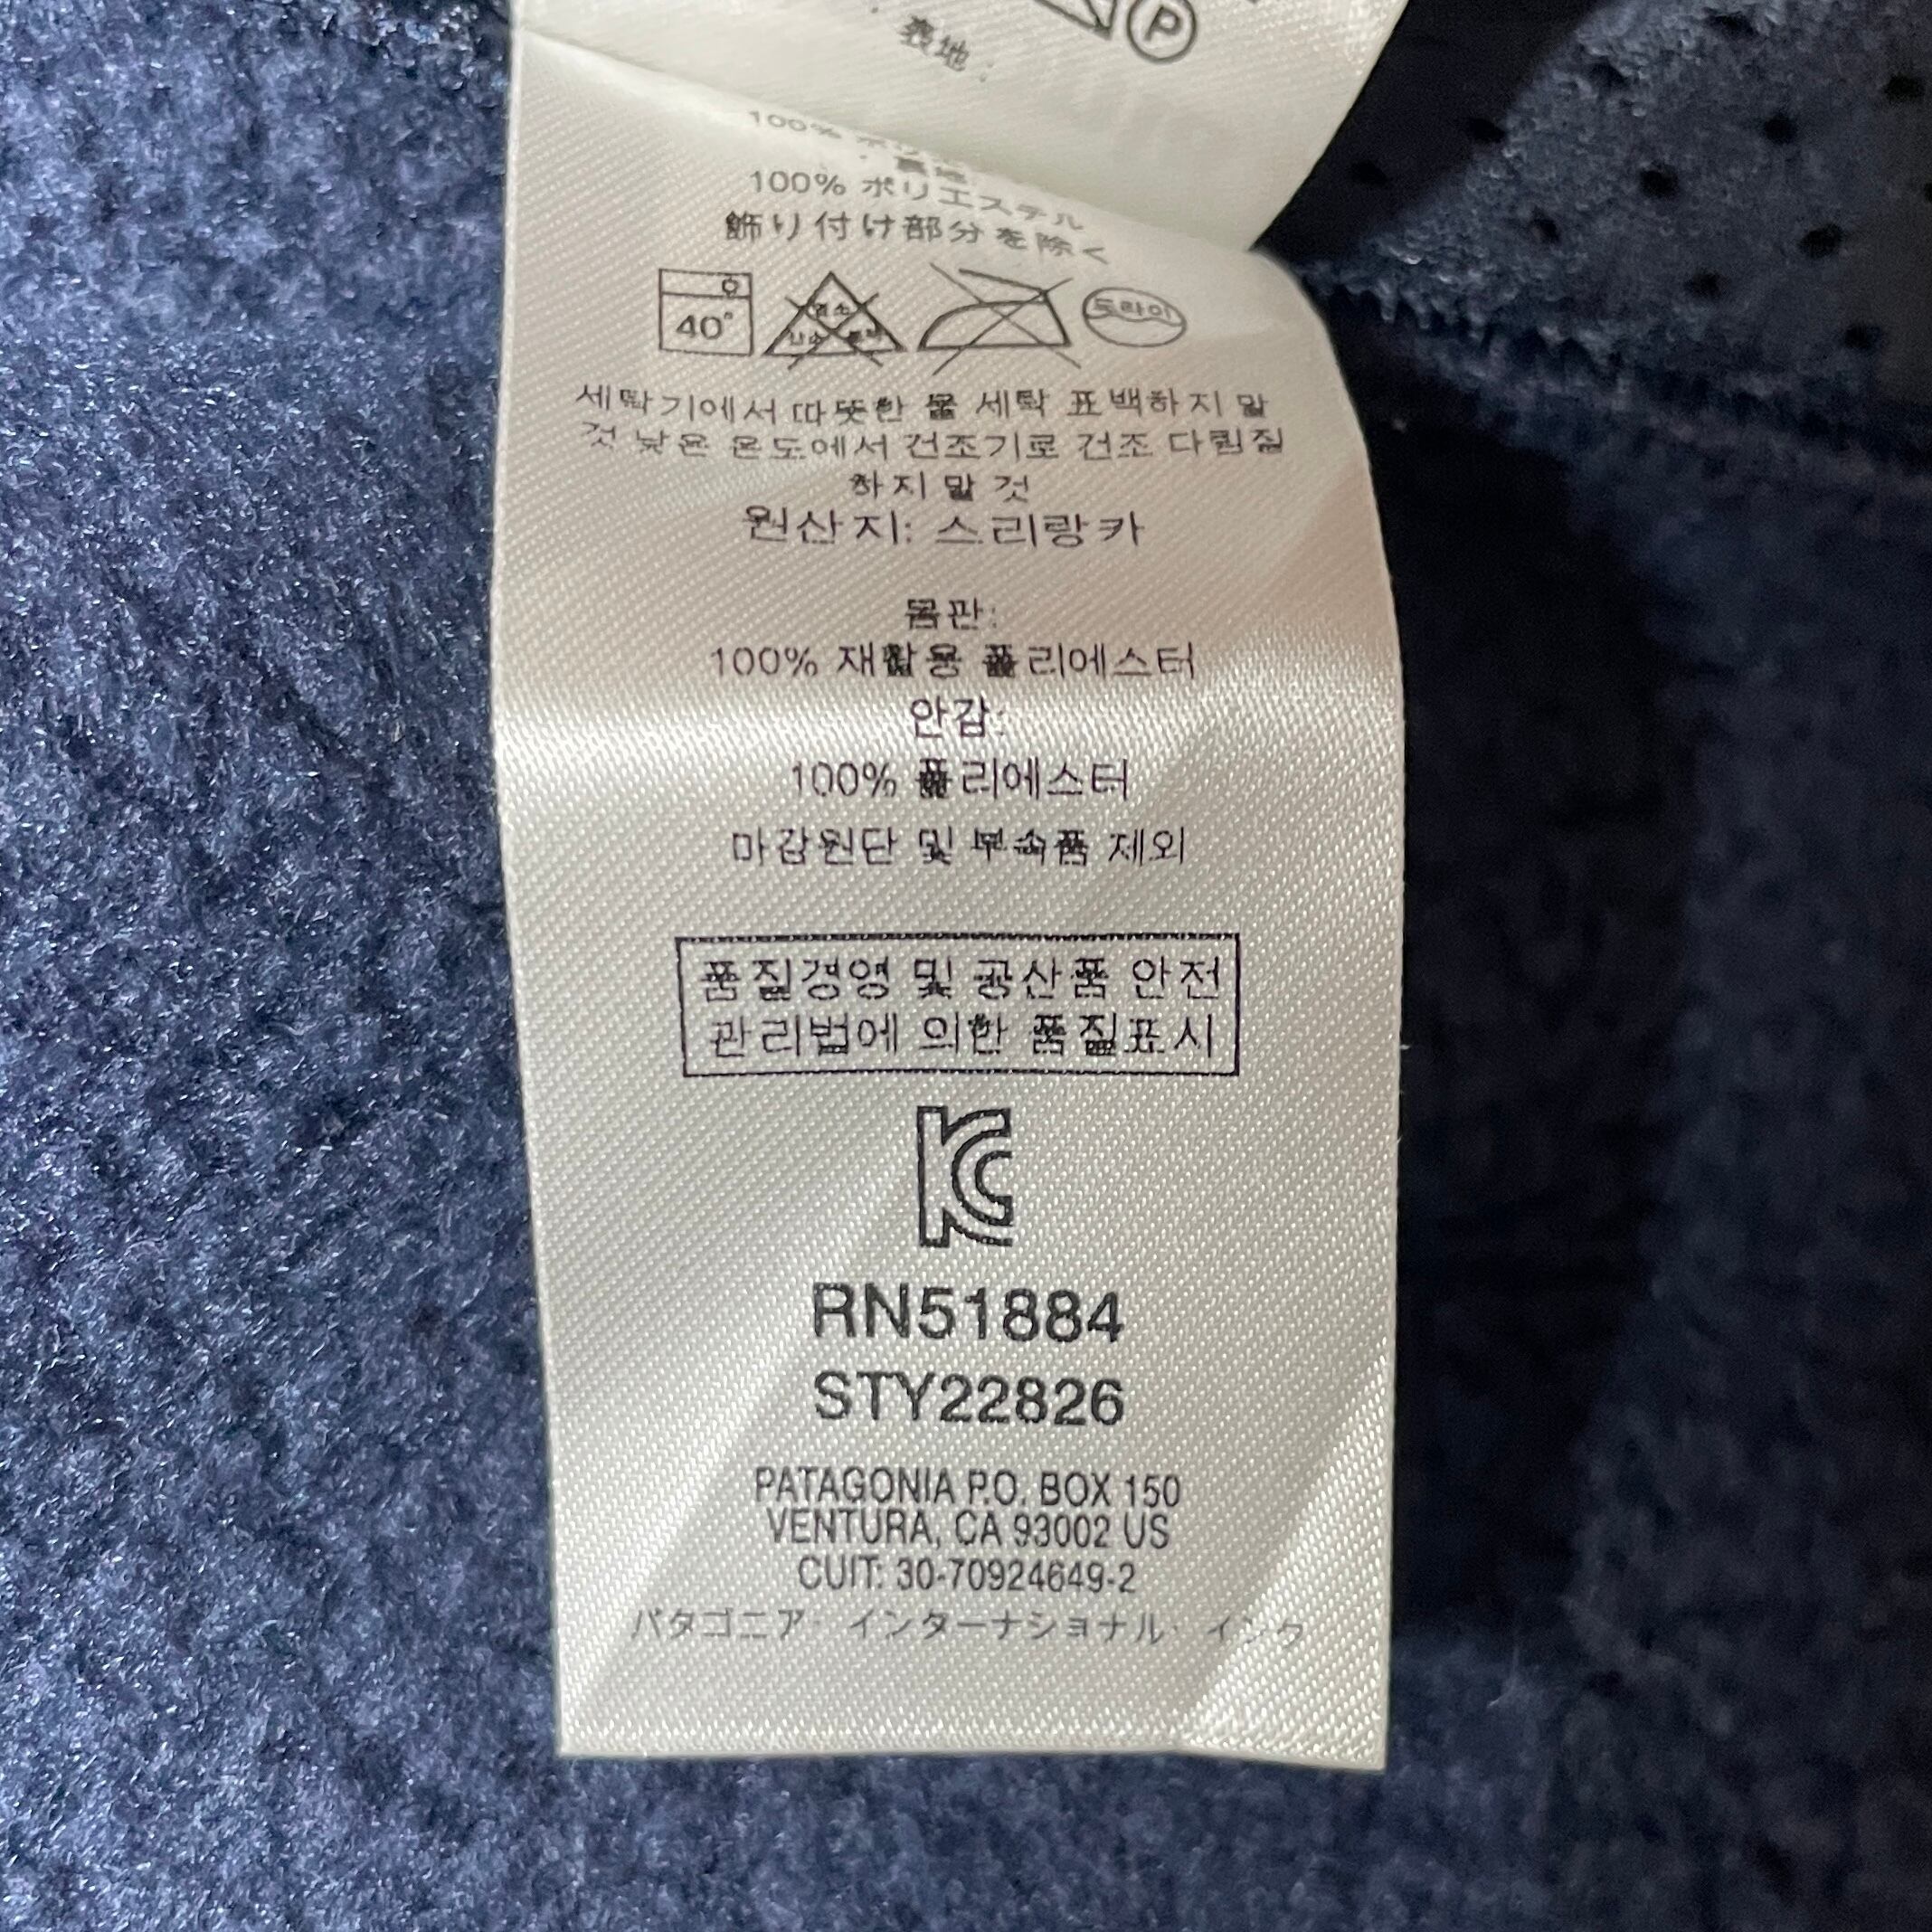 P
表地:
100%
100% ポリエステル
飾り付け部分を除く
40°
드라이
세탁기에서 따뜻한 물 세탁 표백하지 말
것 낮은 온도에서 건조기로 건조 다림질
하지 말 것
원산지: 스리랑카
몸판:
100% 재활용 폴리에스터
안감:
100% 폴리에스터
마감원단 및 부속품 제외
품질경영 및 공산품 안전
관리법에 의한 품질표시
KC
RN51884
STY22826
PATAGONIA P.O. BOX 150
VENTURA, CA 93002 US
CUIT: 30-70924649-2
パタゴニア・インターナショナル・インク